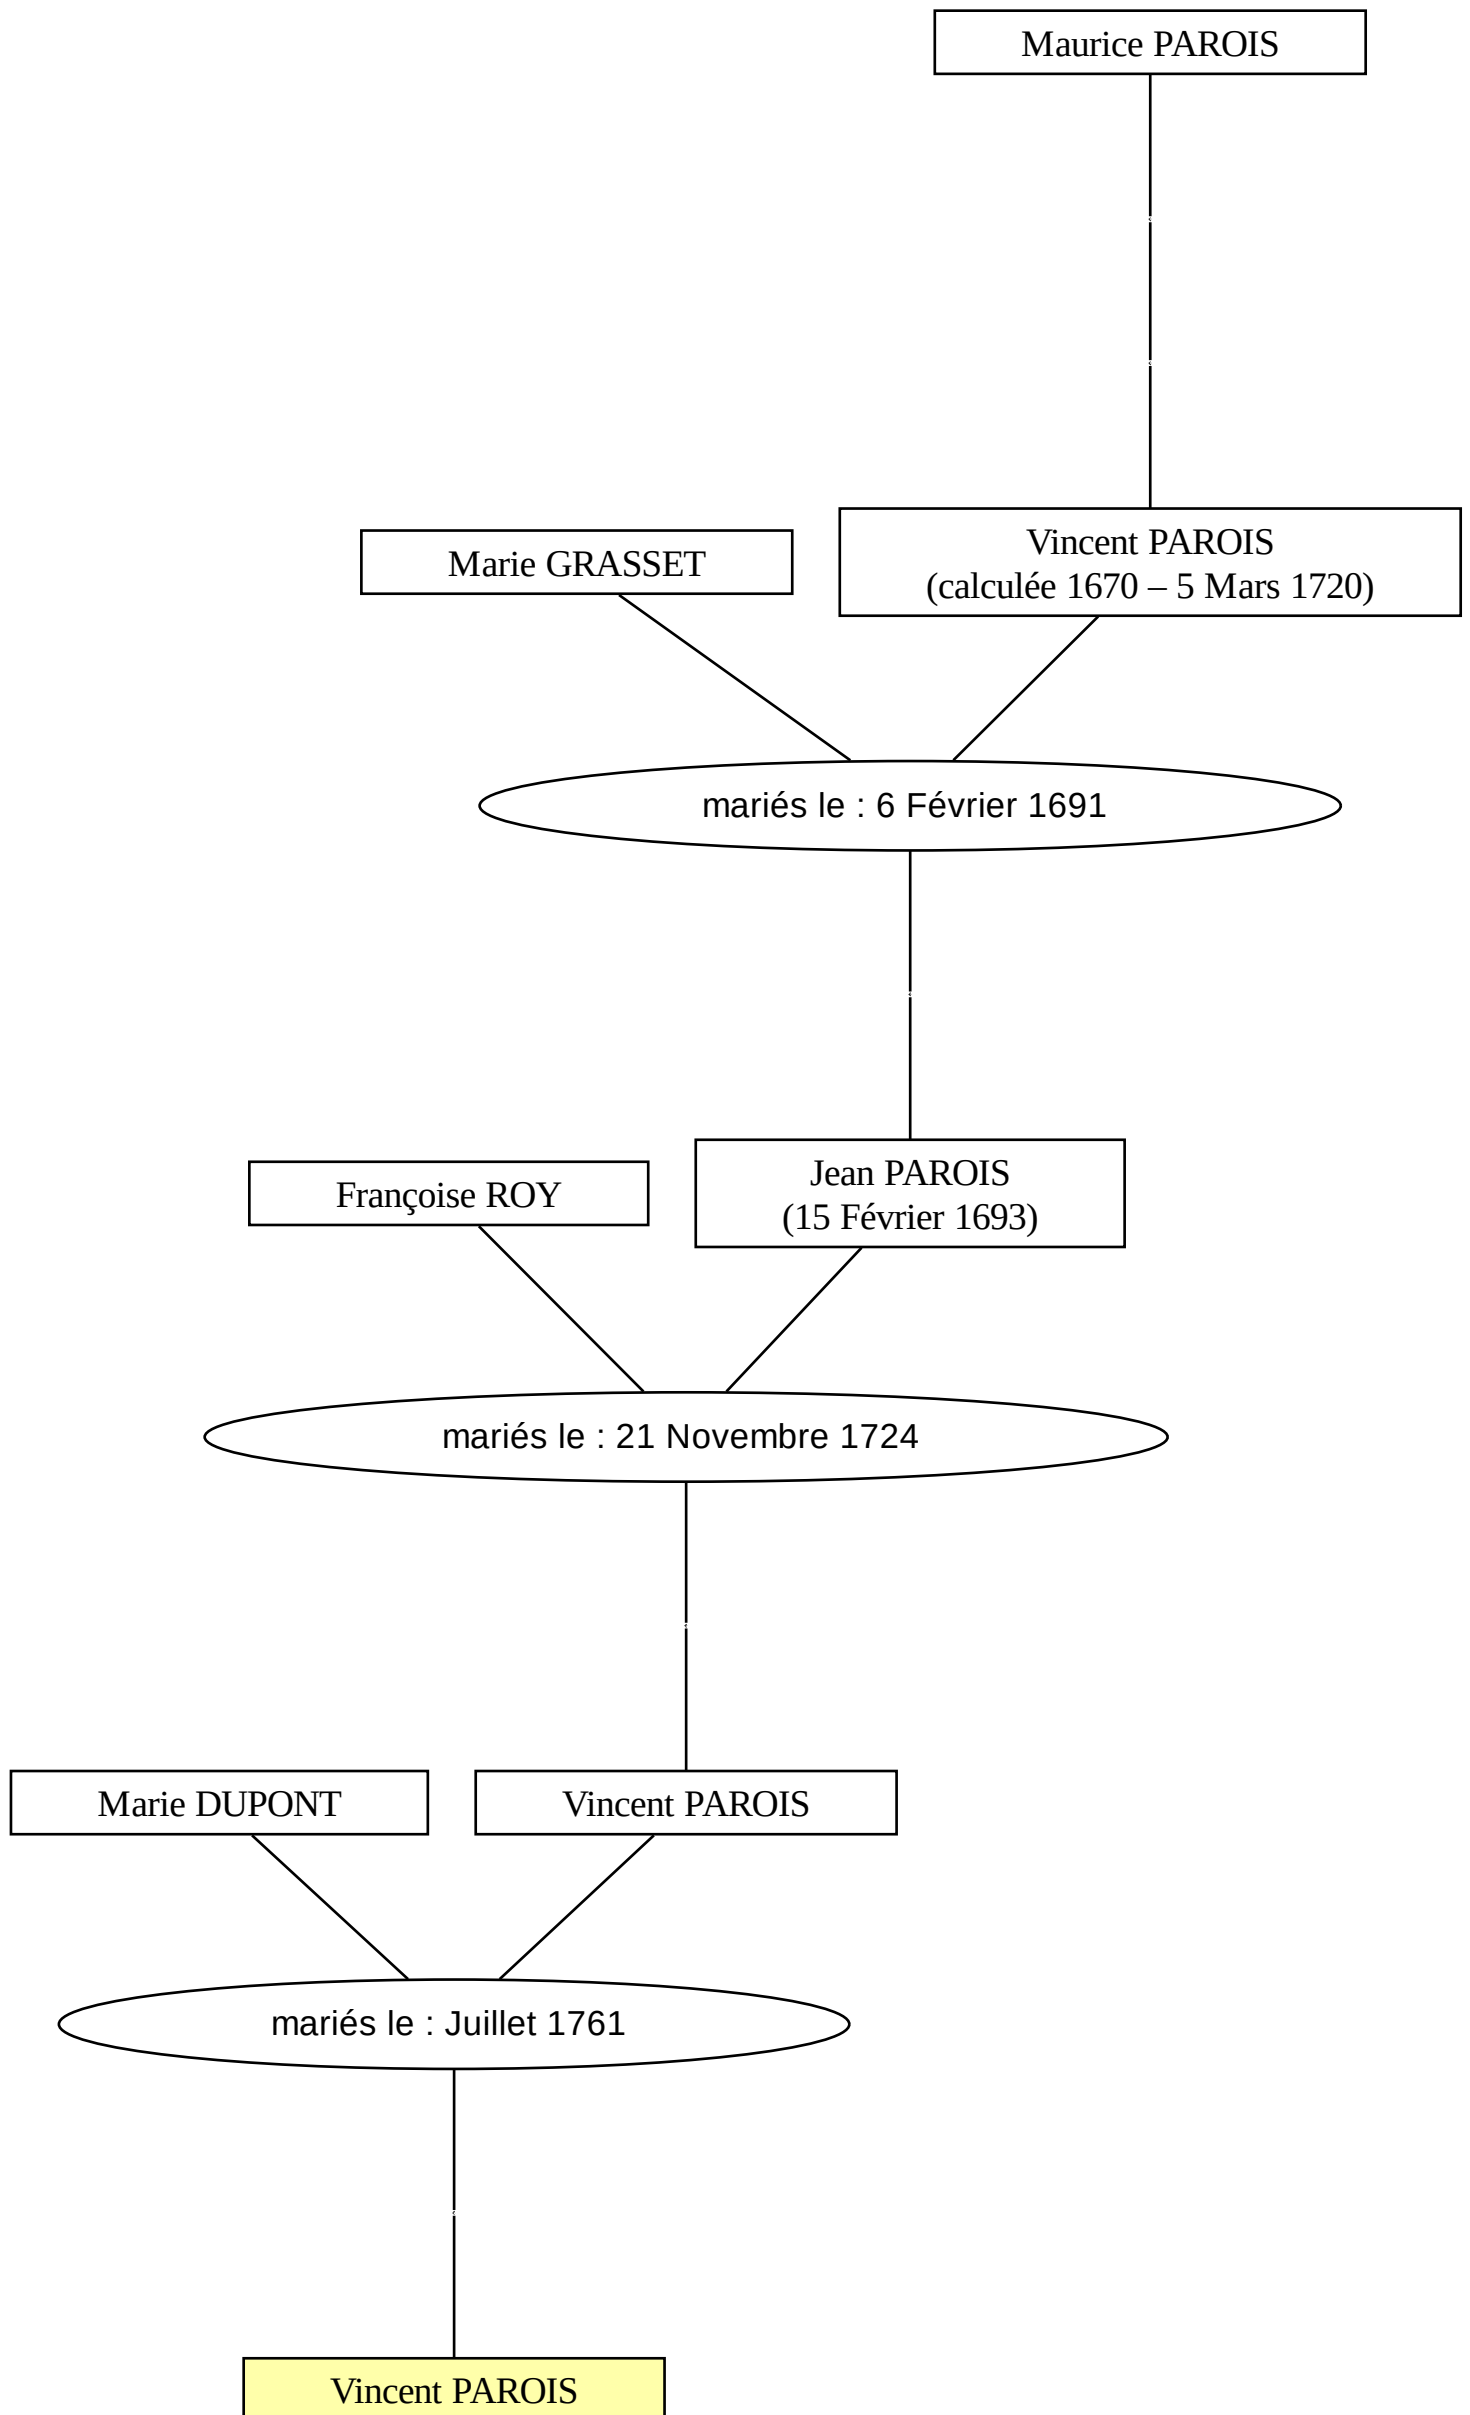 Maurice PAROIS
Marie GRASSET
Vincent PAROIS
(calculée 1670 – 5 Mars 1720)
mariés le : 6 Février 1691
Françoise ROY
Jean PAROIS
(15 Février 1693)
mariés le : 21 Novembre 1724
Marie DUPONT
Vincent PAROIS
mariés le : Juillet 1761
Vincent PAROIS